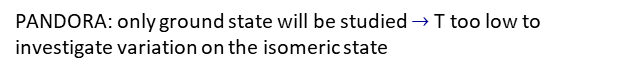 PANDORA: only ground state will be studied → T too low to
investigate variation on the isomeric state